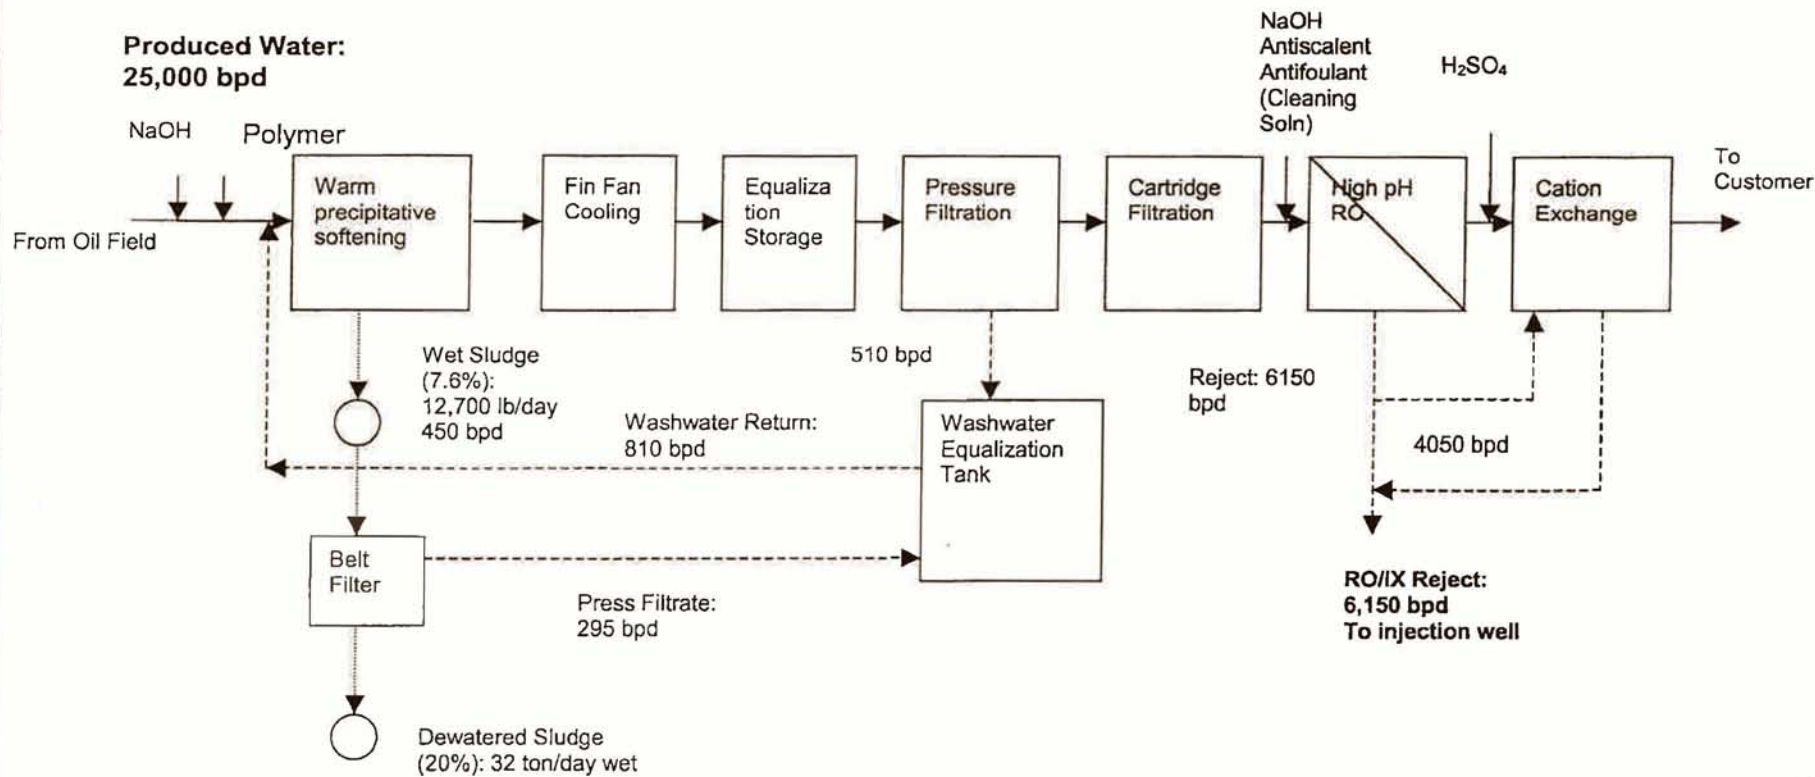 Produced Water:
25,000 bpd
NaOH
Polymer
From Oil Field
Warm
precipitative
softening
Fin Fan
Cooling
Equaliza
tion
Storage
Pressure
Filtration
Cartridge
Filtration
NaOH
Antiscalent
Antifoulant
(Cleaning
Soln)
High pH
RO
H₂SO₄
Cation
Exchange
To
Customer
Wet Sludge
(7.6%):
12,700 lb/day
450 bpd
Washwater Return:
810 bpd
510 bpd
Washwater
Equalization
Tank
Reject: 6150
bpd
4050 bpd
Belt
Filter
Press Filtrate:
295 bpd
RO/IX Reject:
6,150 bpd
To injection well
Dewatered Sludge
(20%): 32 ton/day wet